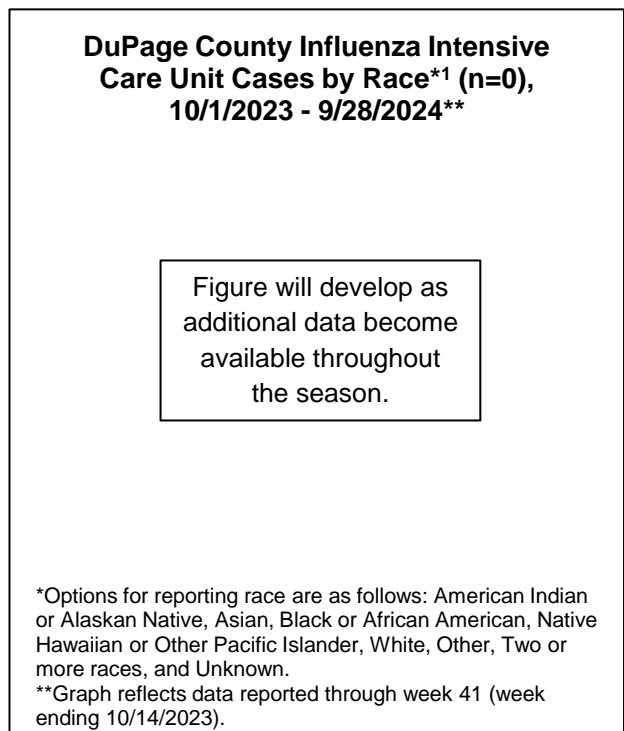 DuPage County Influenza Intensive
Care Unit Cases by Race*¹ (n=0),
10/1/2023 - 9/28/2024**
Figure will develop as
additional data become
available throughout
the season.
*Options for reporting race are as follows: American Indian
or Alaskan Native, Asian, Black or African American, Native
Hawaiian or Other Pacific Islander, White, Other, Two or
more races, and Unknown.
**Graph reflects data reported through week 41 (week
ending 10/14/2023).